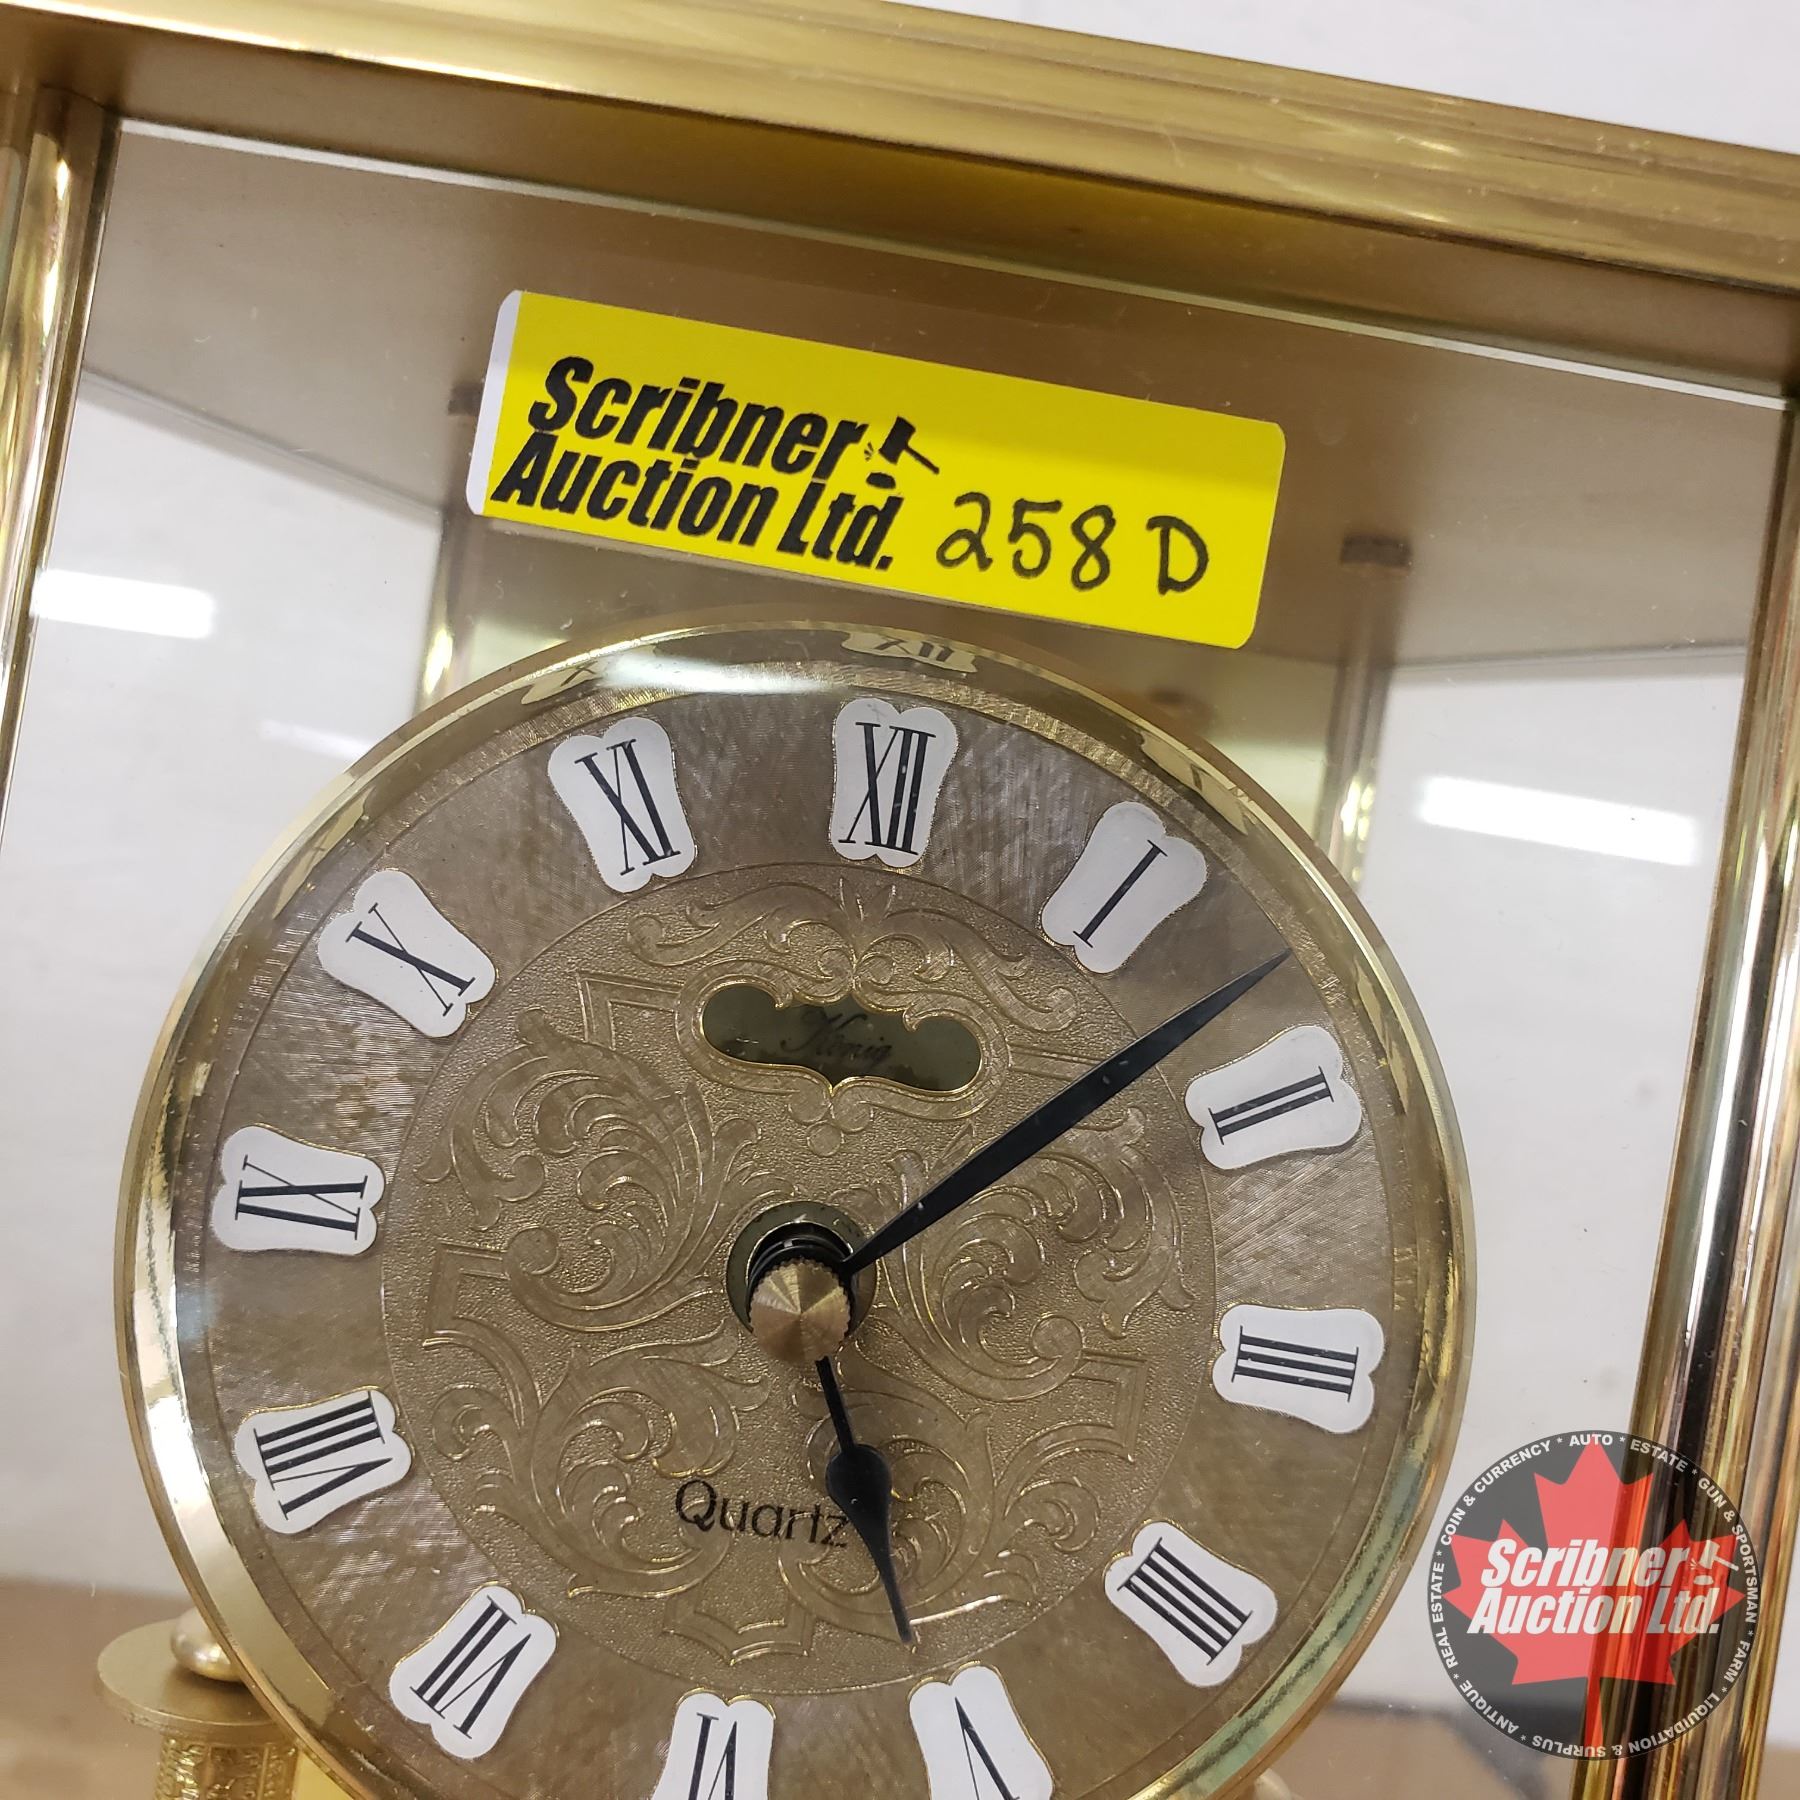 Scribner
Auction Ltd. 258 D
XII
XI
I
X
König
II
IX
III
VIII
Quartz
IIII
VII
VI
V
REAL ESTATE * COIN & CURRENCY * AUTO * ESTATE * GUN & SPORTSMAN * FARM * LIQUIDATION & SURPLUS * ANTIQUE *
Scribner
Auction Ltd.